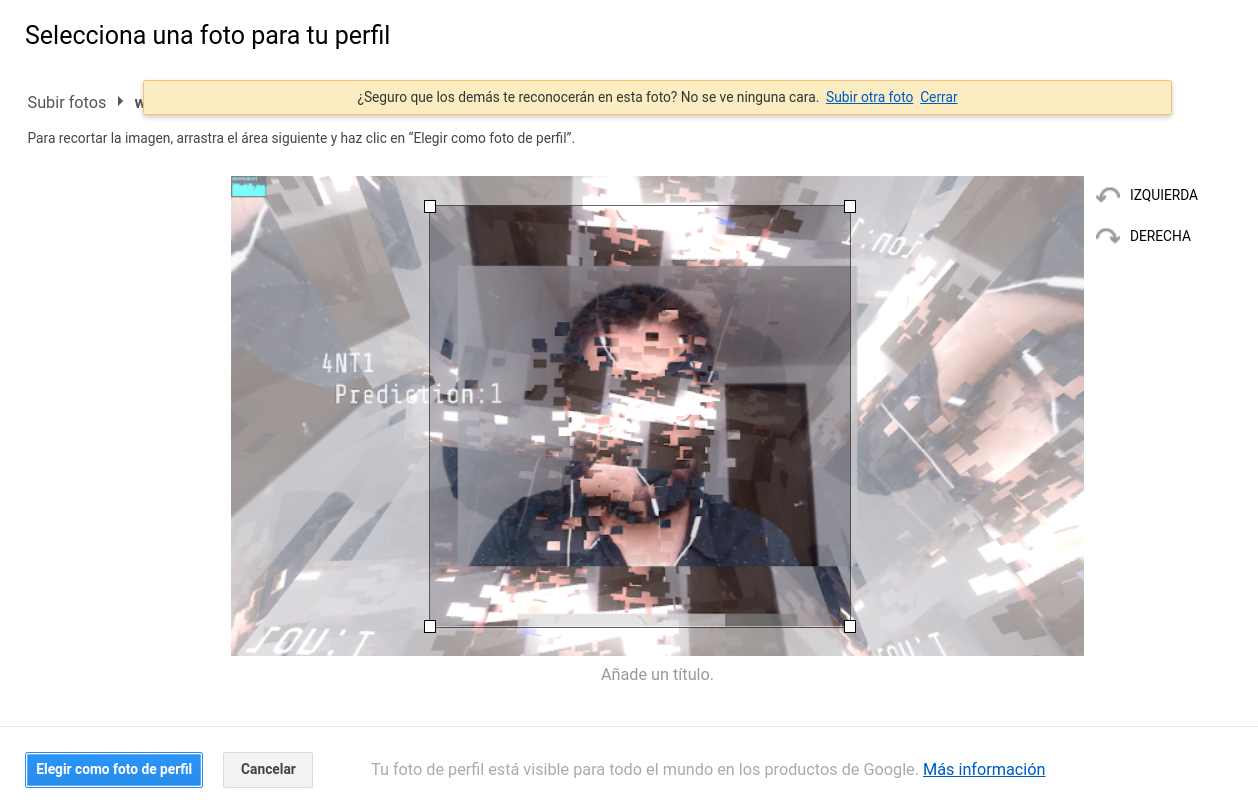 Selecciona una foto para tu perfil
¿Seguro que los demás te reconocerán en esta foto? No se ve ninguna cara. Subir otra foto Cerrar
Subir fotos
Para recortar la imagen, arrastra el área siguiente y haz clic en “Elegir como foto de perfil”.
IZQUIERDA
DERECHA
4NT1
Prediction:1
Añade un título.
Elegir como foto de perfil
Cancelar
Tu foto de perfil está visible para todo el mundo en los productos de Google. Más información